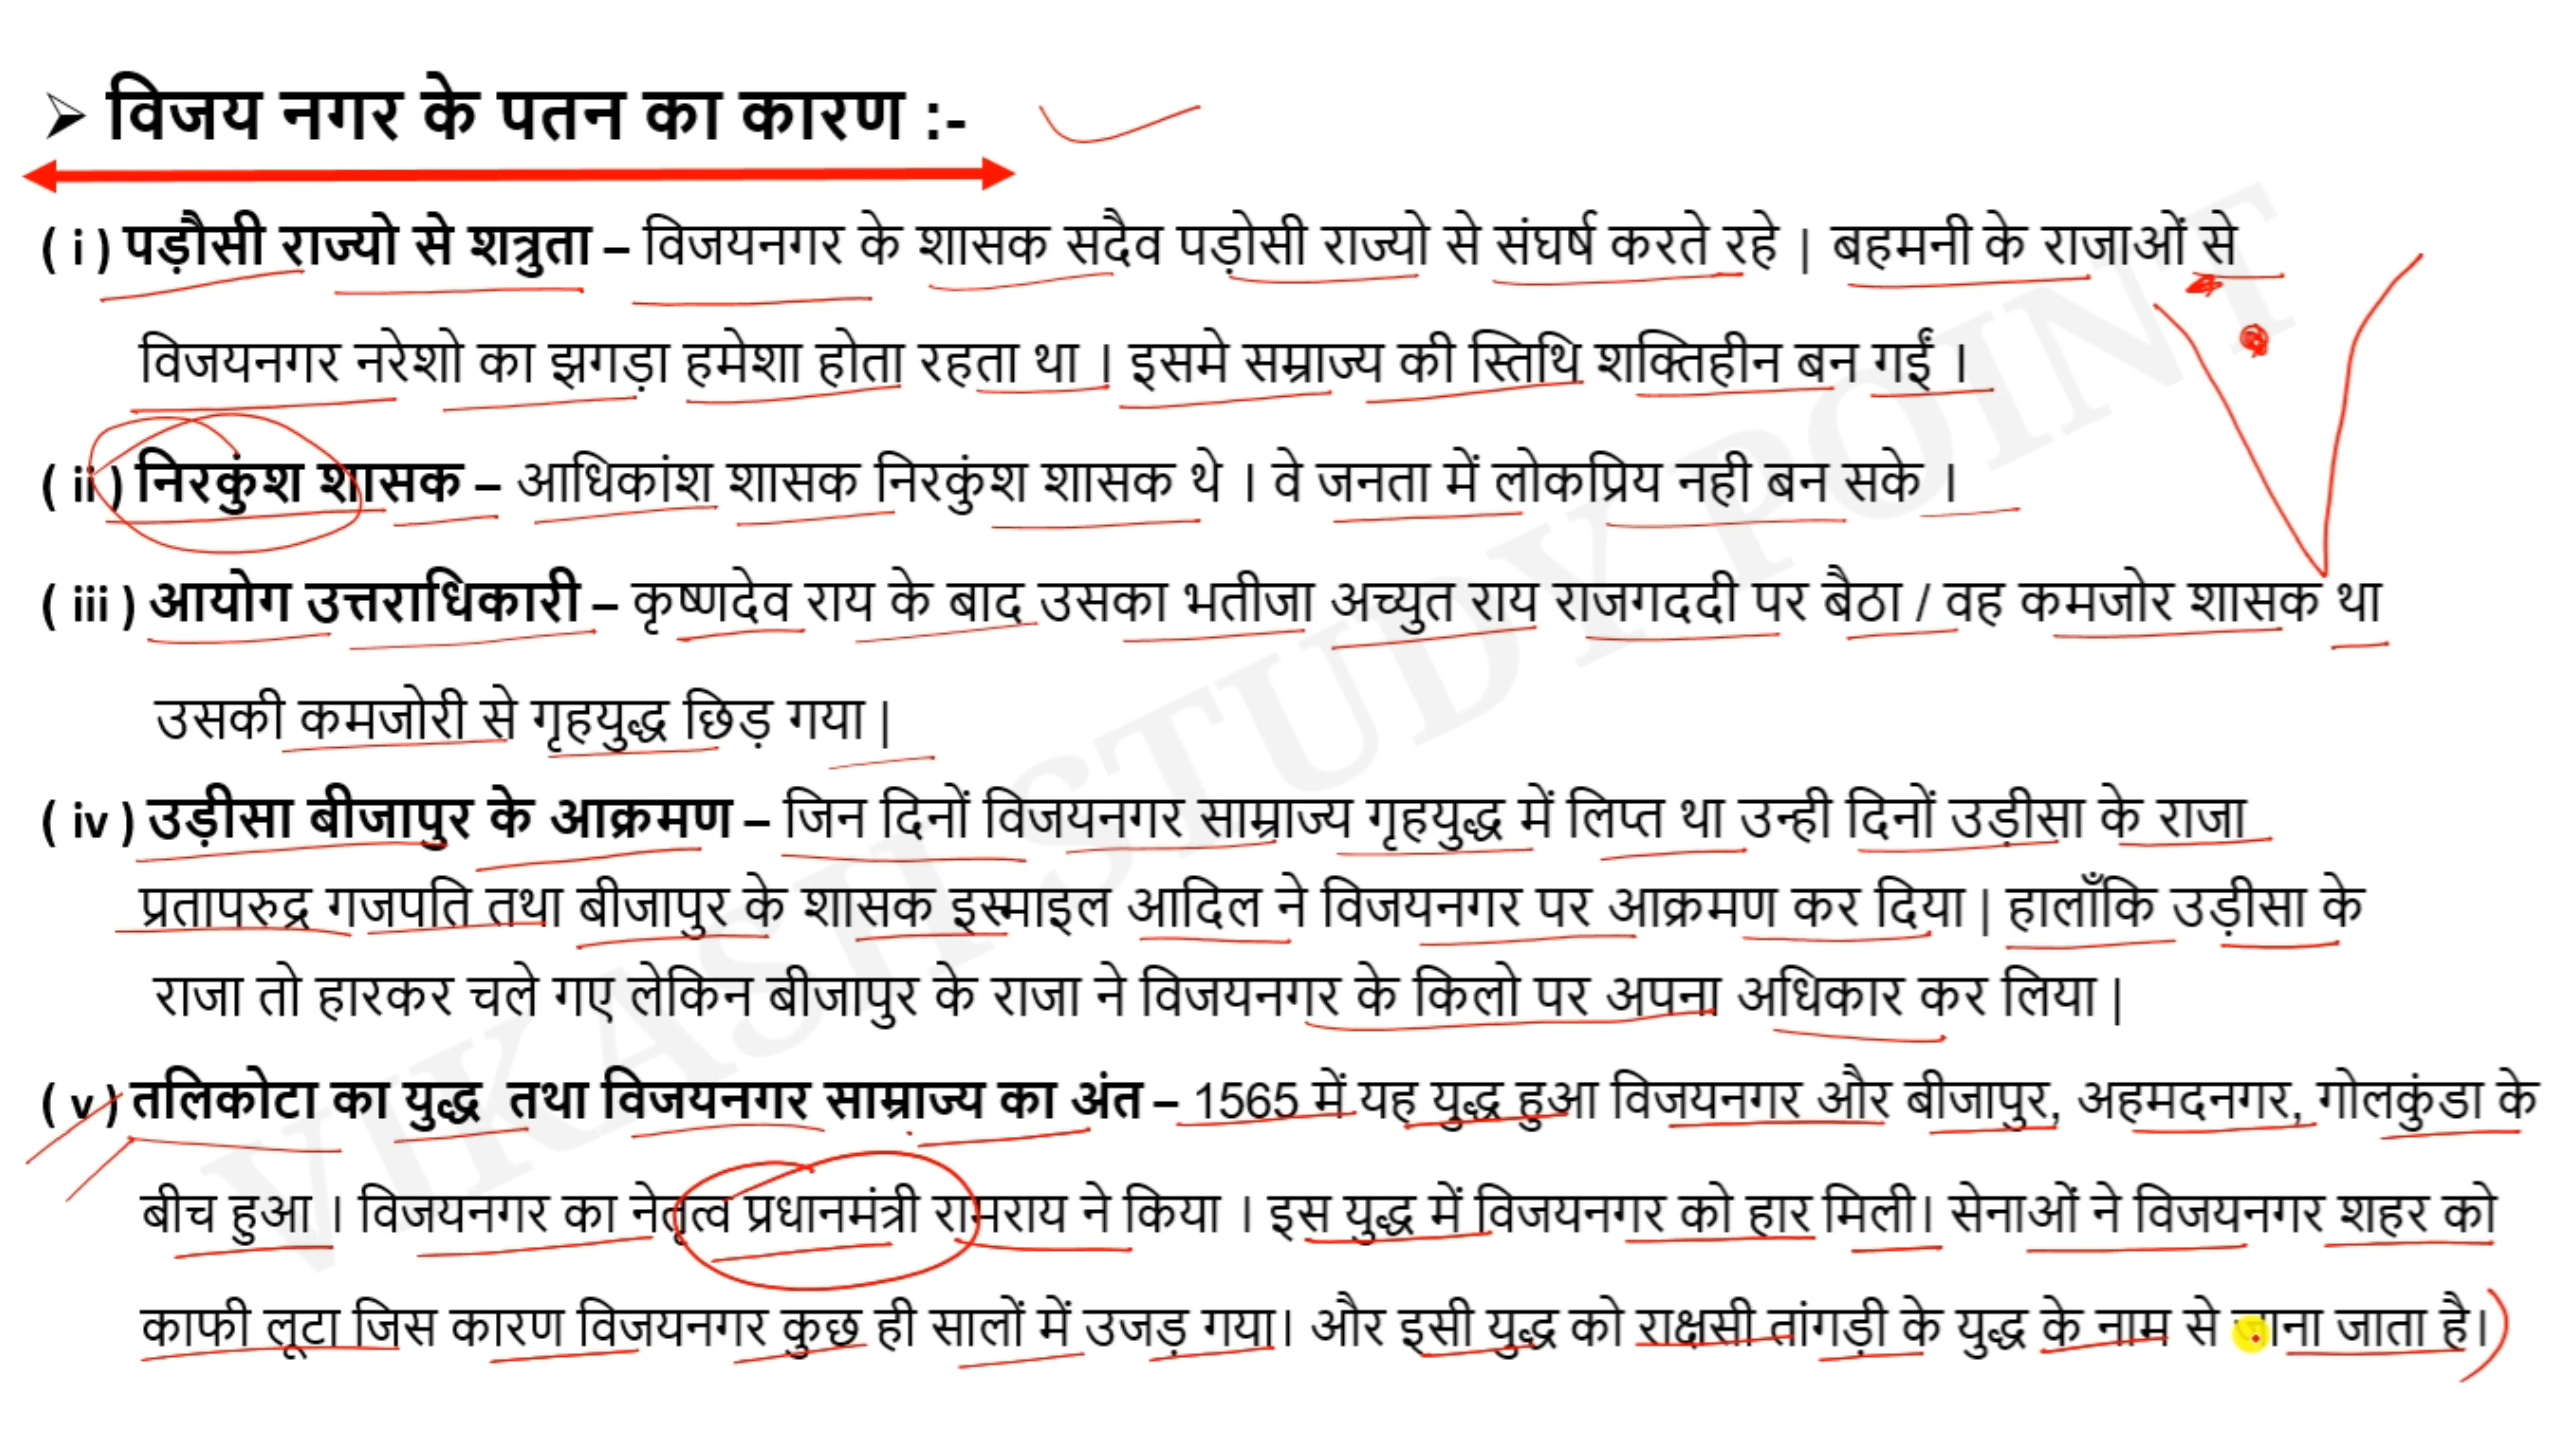 ➢ विजय नगर के पतन का कारण :-
( i ) पड़ौसी राज्यो से शत्रुता – विजयनगर के शासक सदैव पड़ोसी राज्यो से संघर्ष करते रहे | बहमनी के राजाओं से
विजयनगर नरेशो का झगड़ा हमेशा होता रहता था । इसमे सम्राज्य की स्तिथि शक्तिहीन बन गईं ।
( ii ) निरकुंश शासक – आधिकांश शासक निरकुंश शासक थे । वे जनता में लोकप्रिय नही बन सके ।
( iii ) आयोग उत्तराधिकारी – कृष्णदेव राय के बाद उसका भतीजा अच्युत राय राजगददी पर बैठा / वह कमजोर शासक था
उसकी कमजोरी से गृहयुद्ध छिड़ गया |
( iv ) उड़ीसा बीजापुर के आक्रमण – जिन दिनों विजयनगर साम्राज्य गृहयुद्ध में लिप्त था उन्ही दिनों उड़ीसा के राजा
प्रतापरुद्र गजपति तथा बीजापुर के शासक इस्माइल आदिल ने विजयनगर पर आक्रमण कर दिया | हालाँकि उड़ीसा के
राजा तो हारकर चले गए लेकिन बीजापुर के राजा ने विजयनगर के किलो पर अपना अधिकार कर लिया |
( v ) तलिकोटा का युद्ध तथा विजयनगर साम्राज्य का अंत – 1565 में यह युद्ध हुआ विजयनगर और बीजापुर, अहमदनगर, गोलकुंडा के
बीच हुआ । विजयनगर का नेतृत्व प्रधानमंत्री रामराय ने किया । इस युद्ध में विजयनगर को हार मिली। सेनाओं ने विजयनगर शहर को
काफी लूटा जिस कारण विजयनगर कुछ ही सालों में उजड़ गया। और इसी युद्ध को राक्षसी तांगड़ी के युद्ध के नाम से जाना जाता है।
VIKASH STUDY POINT